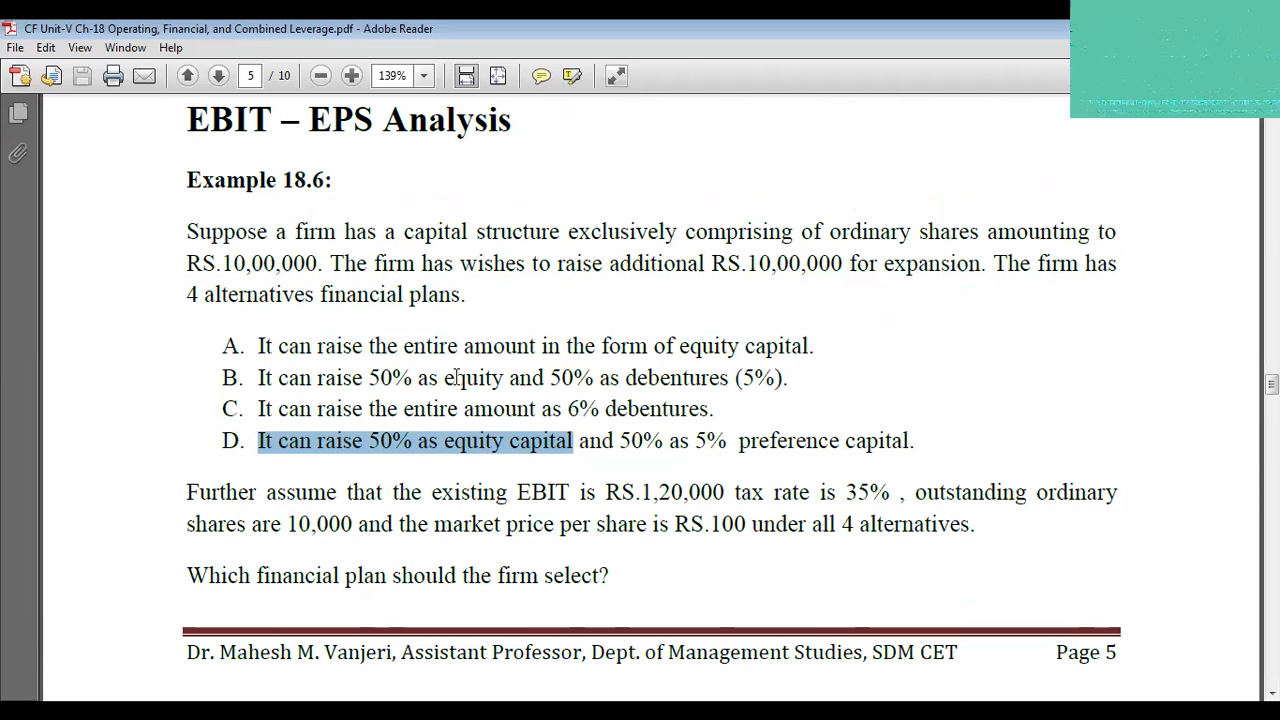 CF Unit-V Ch-18 Operating, Financial, and Combined Leverage.pdf - Adobe Reader
File Edit View Window Help
5 / 10 139%
EBIT – EPS Analysis
Example 18.6:
Suppose a firm has a capital structure exclusively comprising of ordinary shares amounting to
RS.10,00,000. The firm has wishes to raise additional RS.10,00,000 for expansion. The firm has
4 alternatives financial plans.
A. It can raise the entire amount in the form of equity capital.
B. It can raise 50% as equity and 50% as debentures (5%).
C. It can raise the entire amount as 6% debentures.
D. It can raise 50% as equity capital and 50% as 5% preference capital.
Further assume that the existing EBIT is RS.1,20,000 tax rate is 35% , outstanding ordinary
shares are 10,000 and the market price per share is RS.100 under all 4 alternatives.
Which financial plan should the firm select?
Dr. Mahesh M. Vanjeri, Assistant Professor, Dept. of Management Studies, SDM CET Page 5